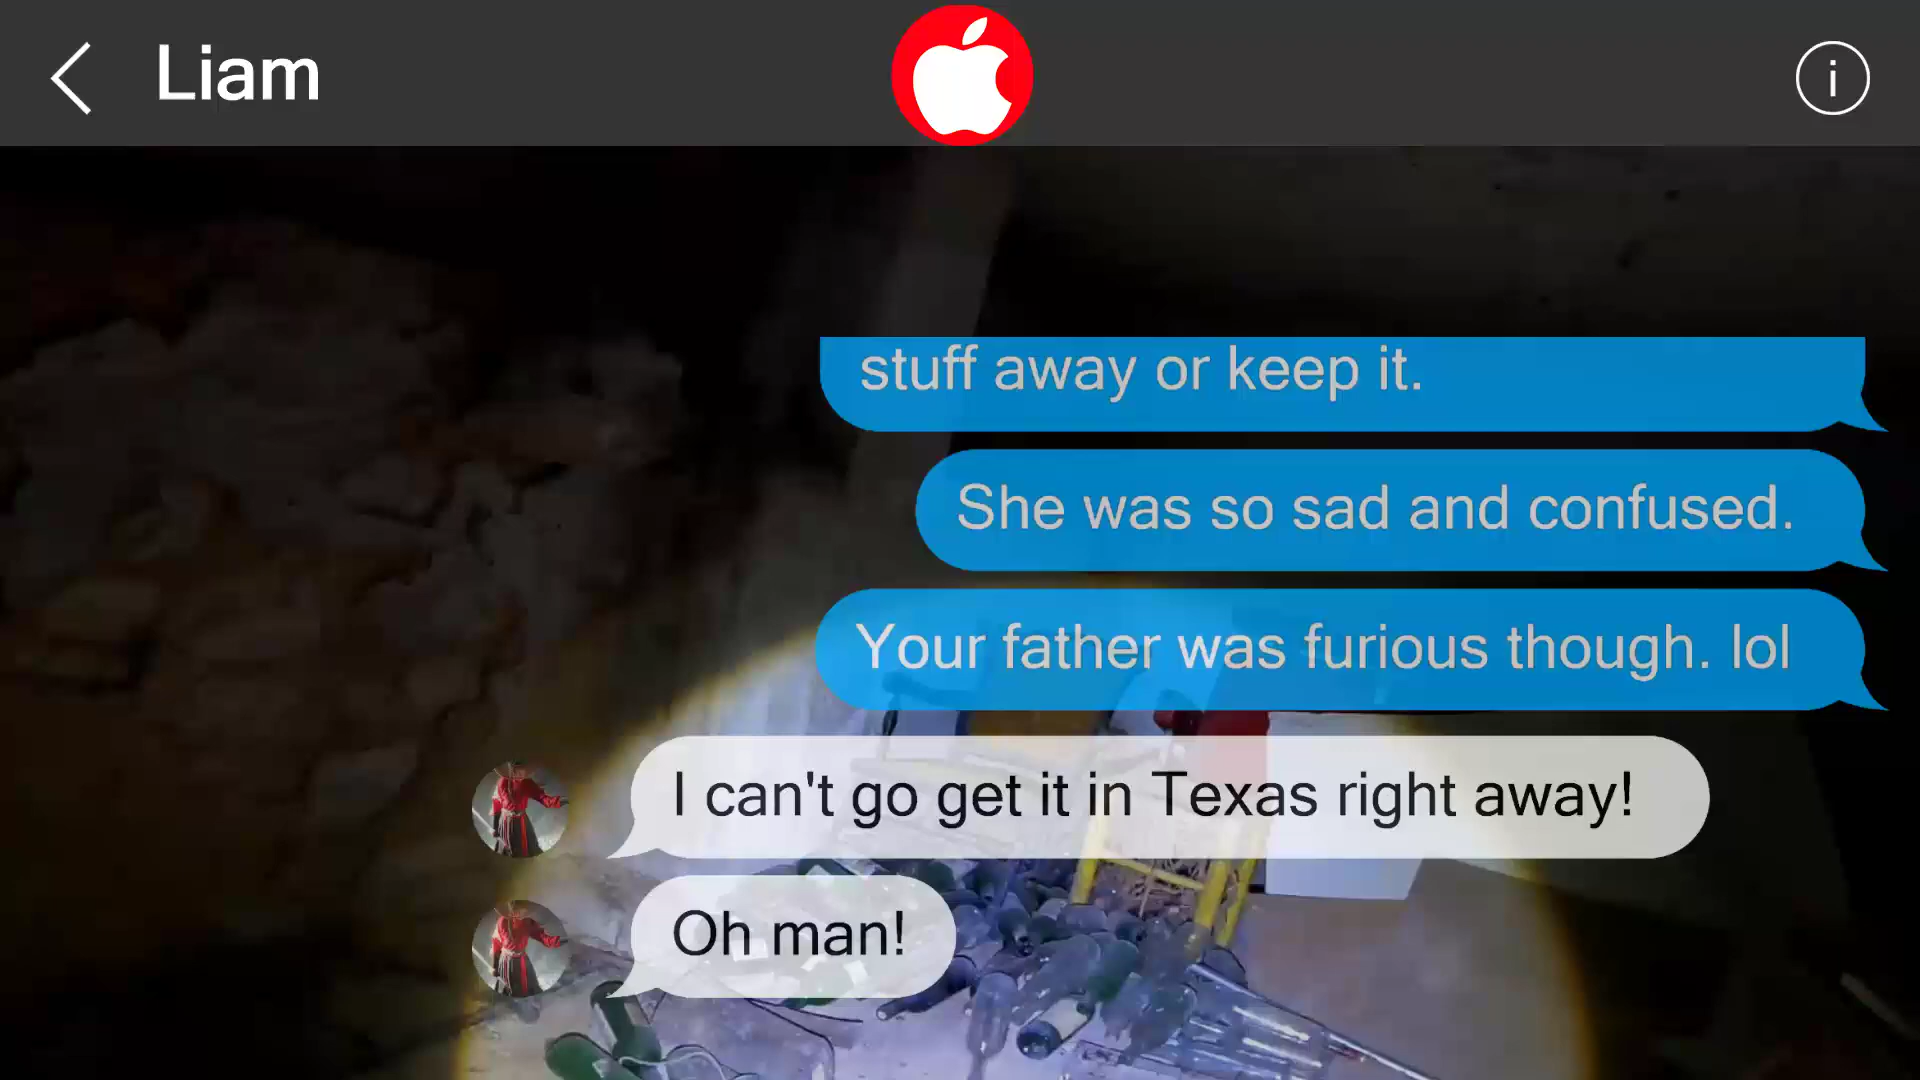 Liam
i
stuff away or keep it.
She was so sad and confused.
Your father was furious though. lol
I can't go get it in Texas right away!
Oh man!